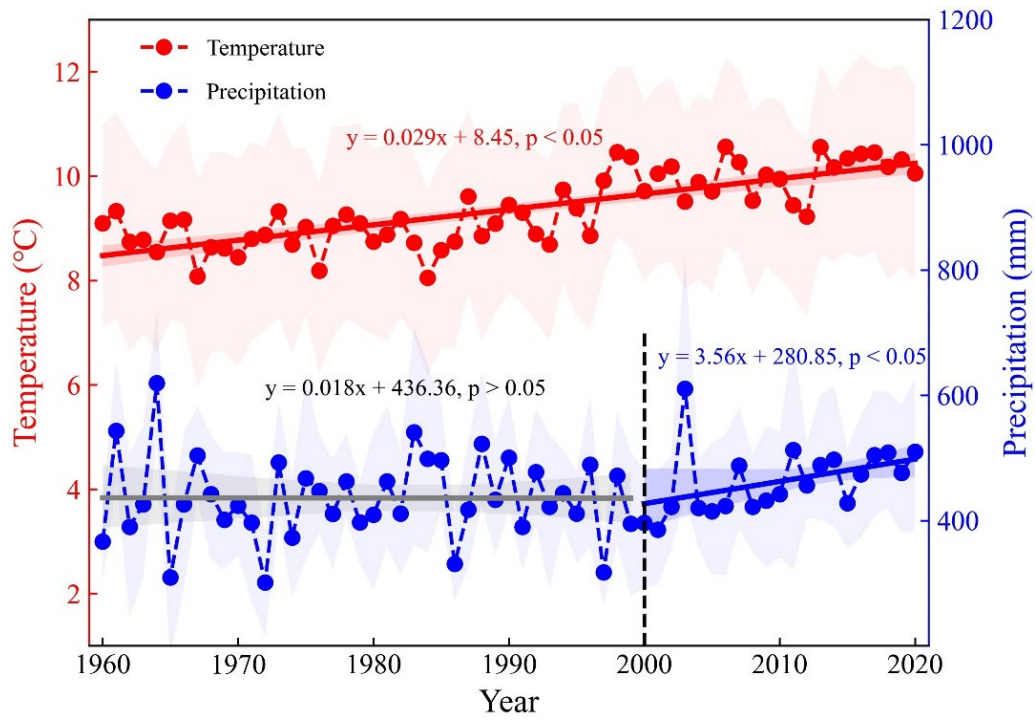 1200
Temperature
12
Precipitation
y = 0.029x + 8.45, p < 0.05
1000
10
Temperature (°C)
8
800
Precipitation (mm)
y = 3.56x + 280.85, p < 0.05
6
y = 0.018x + 436.36, p > 0.05
600
4
400
2
1960
1970
1980
1990
2000
2010
2020
Year